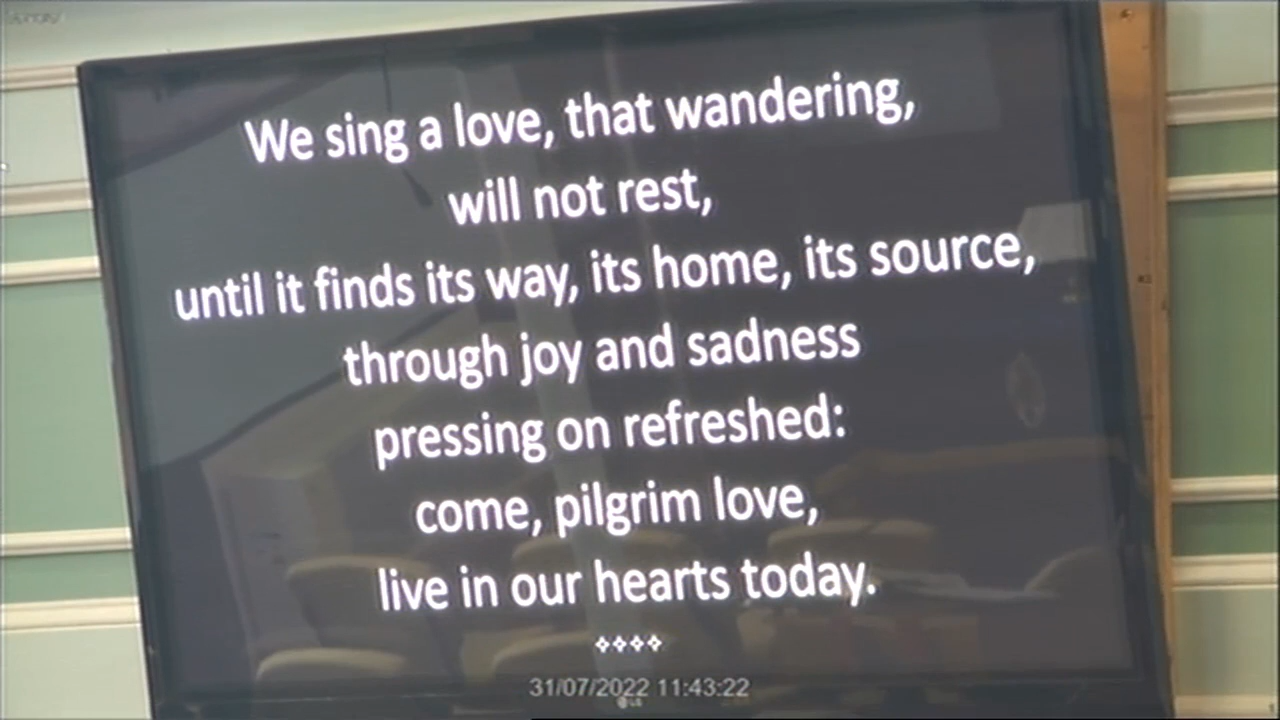 We sing a love, that wandering,
will not rest,
until it finds its way, its home, its source,
through joy and sadness
pressing on refreshed:
come, pilgrim love,
live in our hearts today.
31/07/2022 11:43:22
LG